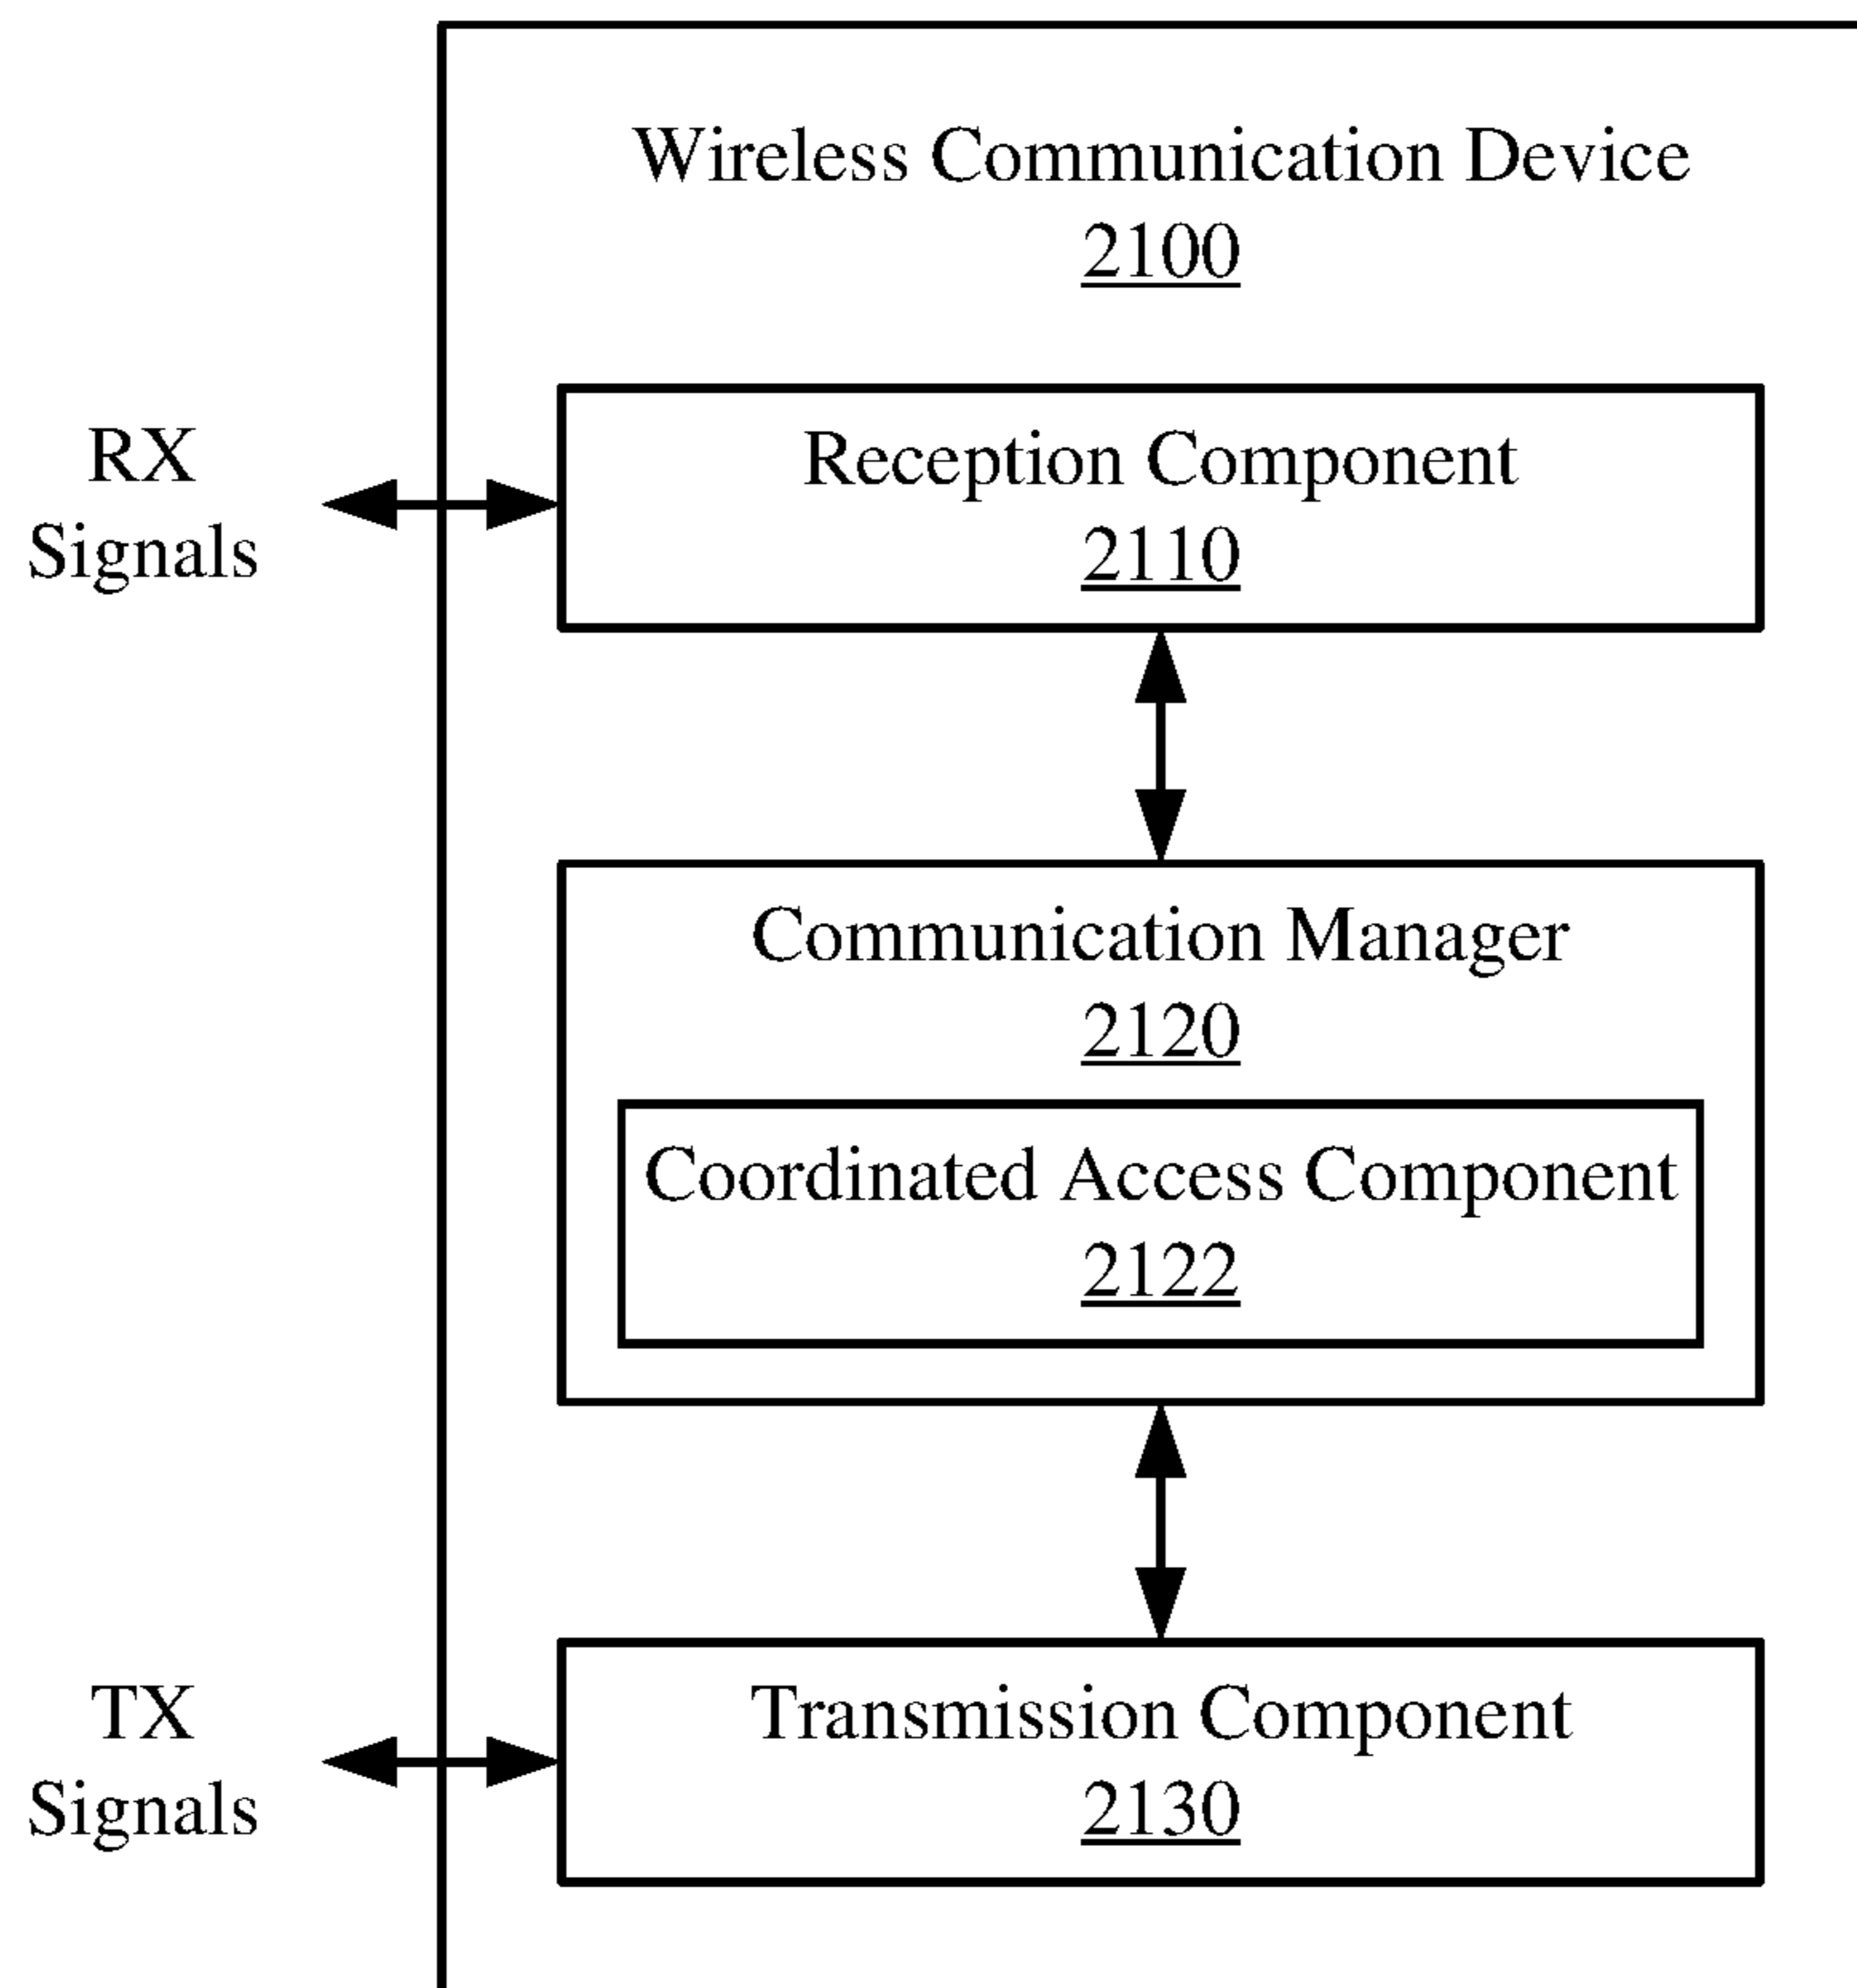 Wireless Communication Device
2100
RX
Signals
Reception Component
2110
Communication Manager
2120
Coordinated Access Component
2122
TX
Signals
Transmission Component
2130